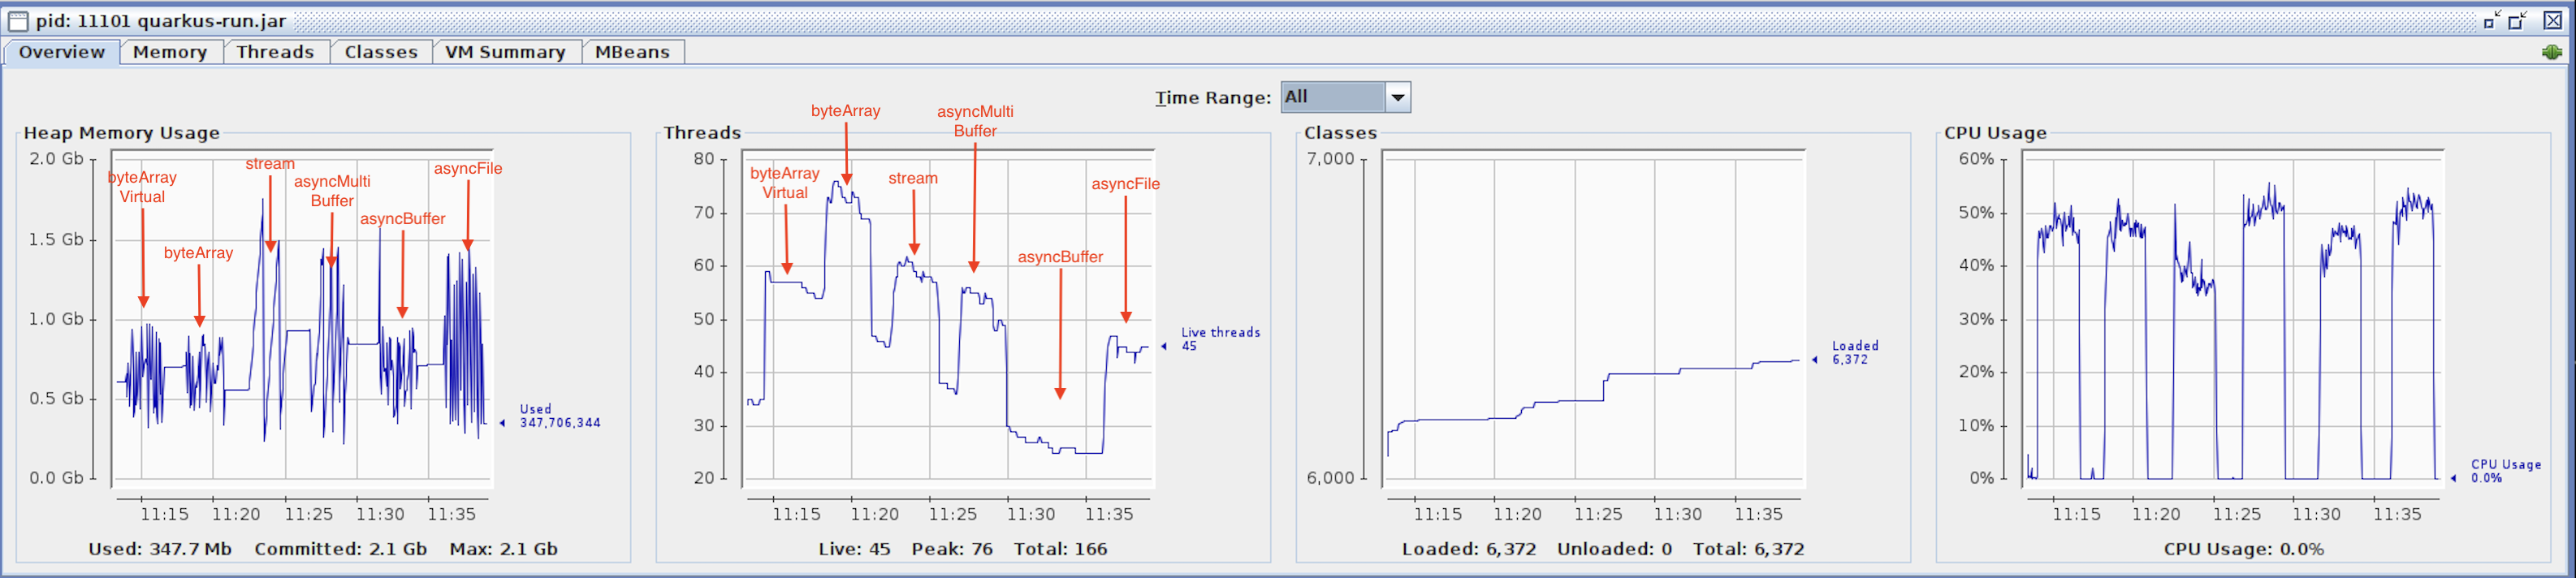 pid: 11101 quarkus-run.jar
Overview Memory Threads Classes VM Summary MBeans
Time Range: All
Heap Memory Usage
2.0 Gb
1.5 Gb
1.0 Gb
0.5 Gb
0.0 Gb
byteArray
Virtual
byteArray
stream
asyncMulti
Buffer
asyncBuffer
asyncFile
Used
347,706,344
11:15 11:20 11:25 11:30 11:35
Used: 347.7 Mb Committed: 2.1 Gb Max: 2.1 Gb
Threads
80
70
60
50
40
30
20
byteArray
Virtual
byteArray
stream
asyncMulti
Buffer
asyncBuffer
asyncFile
Live threads
45
11:15 11:20 11:25 11:30 11:35
Live: 45 Peak: 76 Total: 166
Classes
7,000
6,000
Loaded
6,372
11:15 11:20 11:25 11:30 11:35
Loaded: 6,372 Unloaded: 0 Total: 6,372
CPU Usage
60%
50%
40%
30%
20%
10%
0%
CPU Usage
0.0%
11:15 11:20 11:25 11:30 11:35
CPU Usage: 0.0%